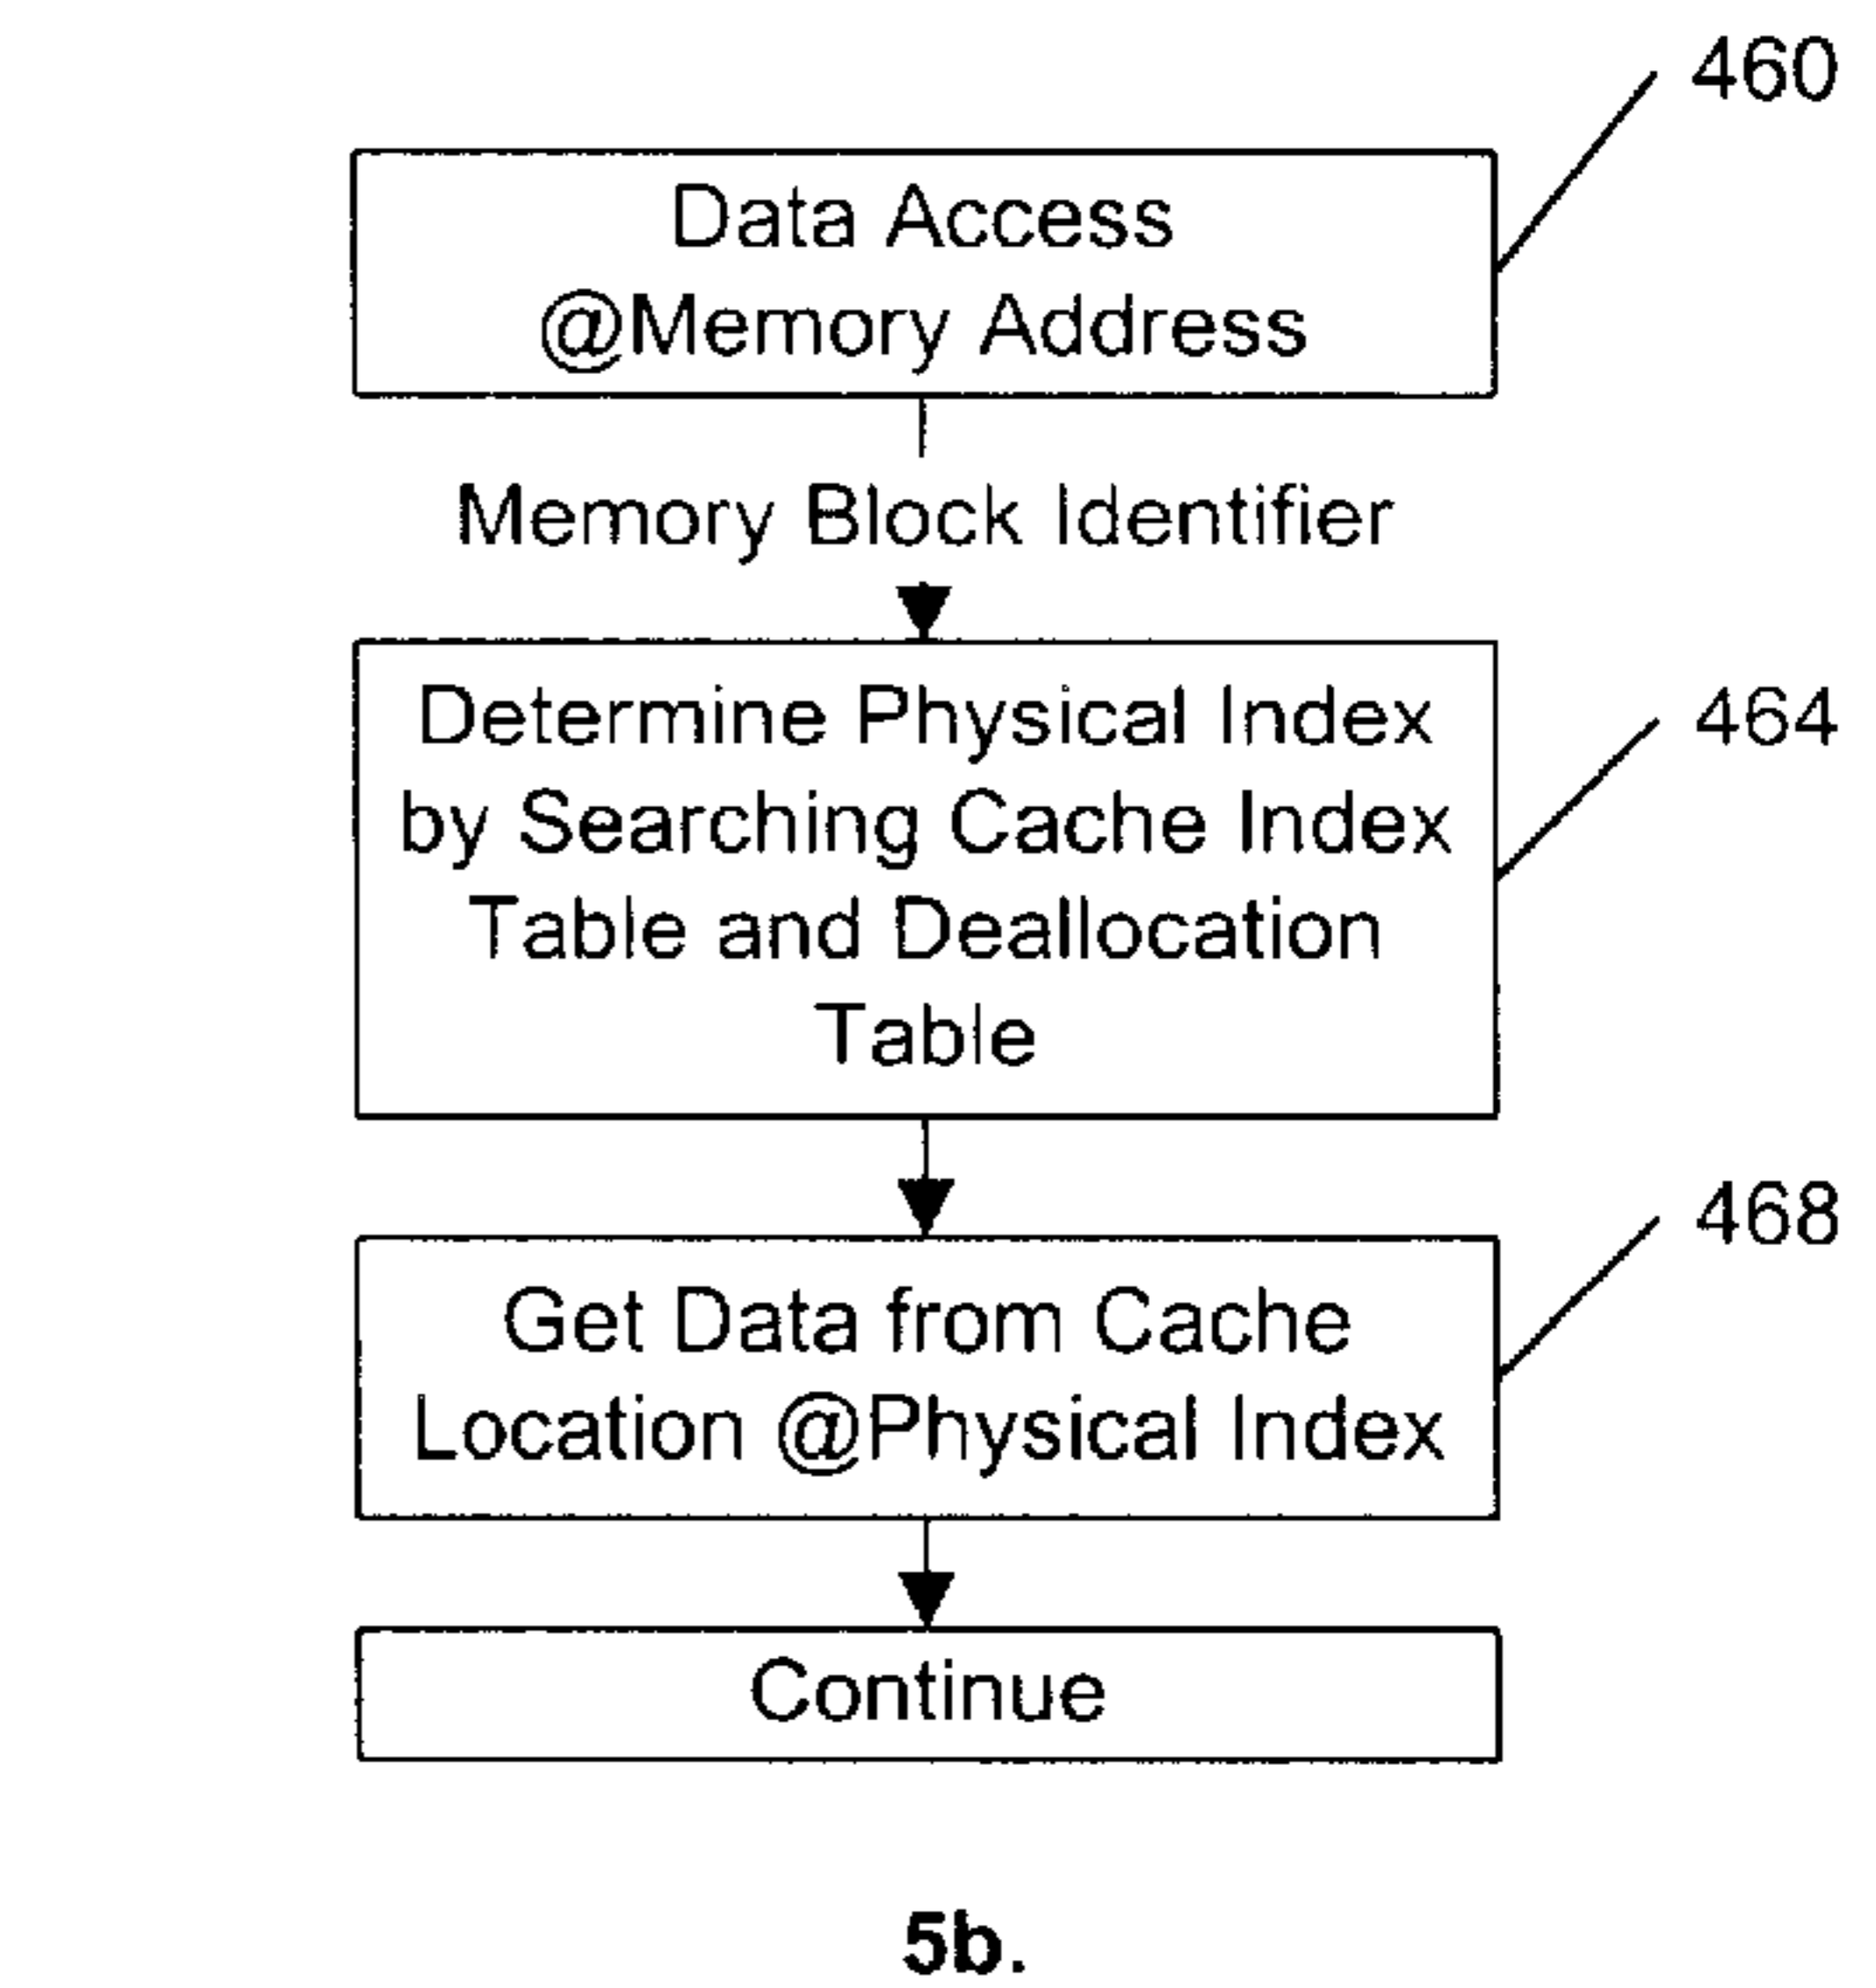 460
Data Access
@Memory Address
Memory Block Identifier
Determine Physical Index
by Searching Cache Index
Table and Deallocation
Table
464
Get Data from Cache
Location @Physical Index
468
Continue
5b.